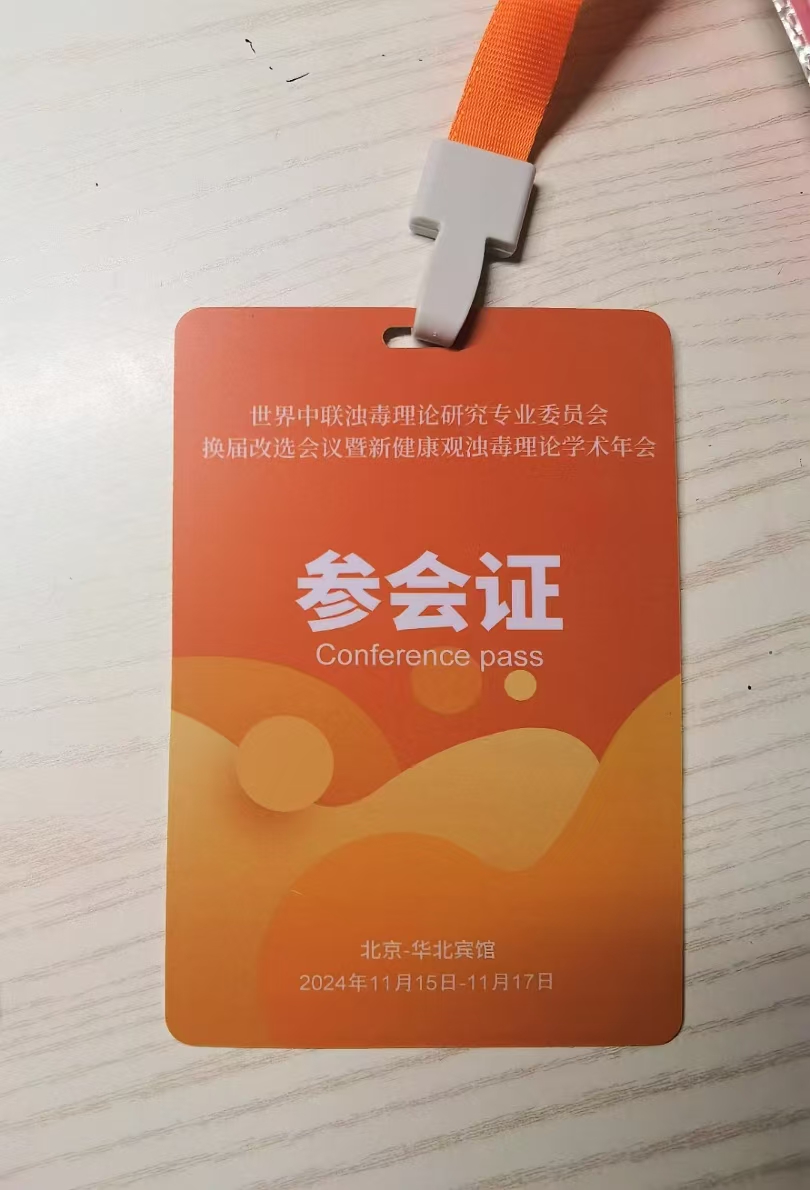 世界中联浊毒理论研究专业委员会
换届改选会议暨新健康观浊毒理论学术年会
参会证
Conference pass
北京-华北宾馆
2024年11月15日-11月17日